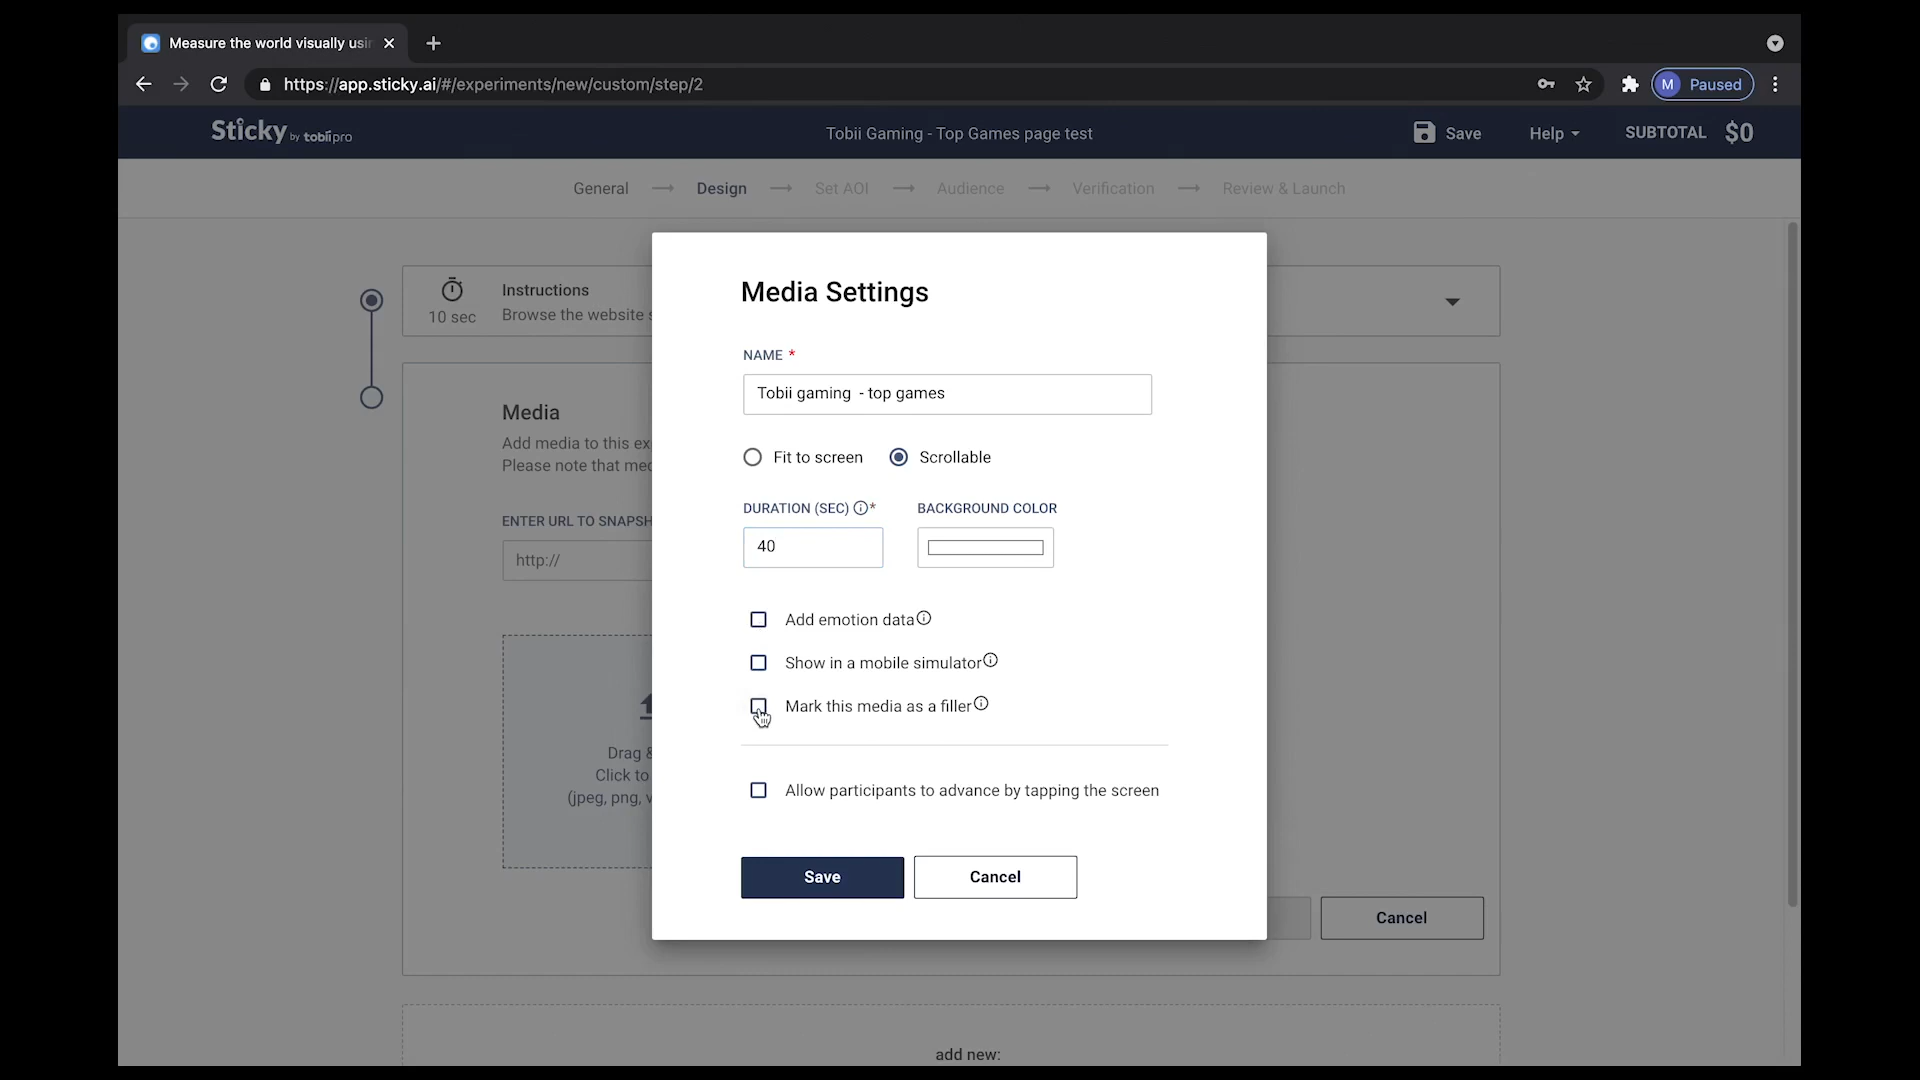 Measure the world visually usin
https://app.sticky.ai/#/experiments/new/custom/step/2
M Paused
Sticky by tobii pro
Tobii Gaming - Top Games page test
Save
Help
SUBTOTAL $0
General → Design → Set AOI → Audience → Verification → Review & Launch
10 sec
Instructions
Browse the website s
Media
Add media to this ex
Please note that med
ENTER URL TO SNAPSH
http://
Drag &
Click to
(jpeg, png, v
Media Settings
NAME *
Tobii gaming - top games
Fit to screen
Scrollable
DURATION (SEC) *
BACKGROUND COLOR
40
Add emotion data
Show in a mobile simulator
Mark this media as a filler
Allow participants to advance by tapping the screen
Save
Cancel
Cancel
add new: